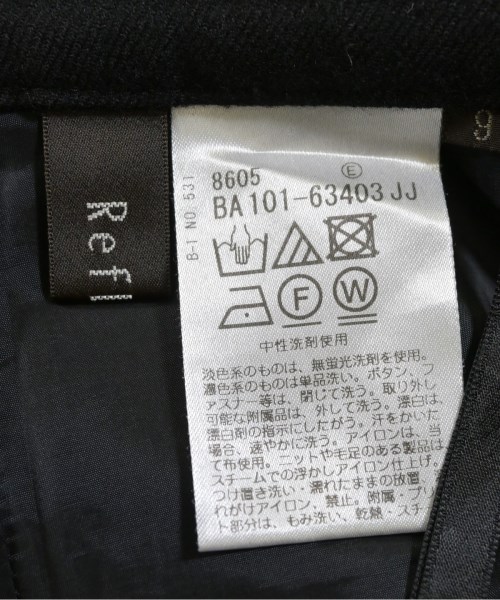 Refl
9
B-1 NO 531
8605 E
BA101-63403JJ
F W
中性洗剤使用
淡色系のものは、無蛍光洗剤を使用。
濃色系のものは単品洗い。ボタン、フ
ァスナー等は、閉じて洗う。取り外し
可能な附属品は、外して洗う。漂白は、
漂白剤の指示にしたがう。汗をかいた
場合、速やかに洗う。アイロンは、当
て布使用。ニットや毛足のある製品は
スチームでの浮かしアイロン仕上げ。
つけ置き洗い・濡れたままの放置、
れがけアイロン、禁止。附属・プリ
ト部分は、もみ洗い、乾熱・スチー